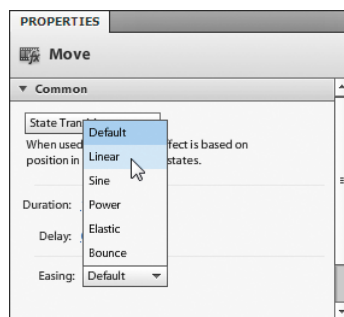 PROPERTIES
Move
Common
State Tran
Default
When used fect is based on
Linear
position in states.
Sine
Duration:
Power
Elastic
Delay:
Bounce
Easing: Default